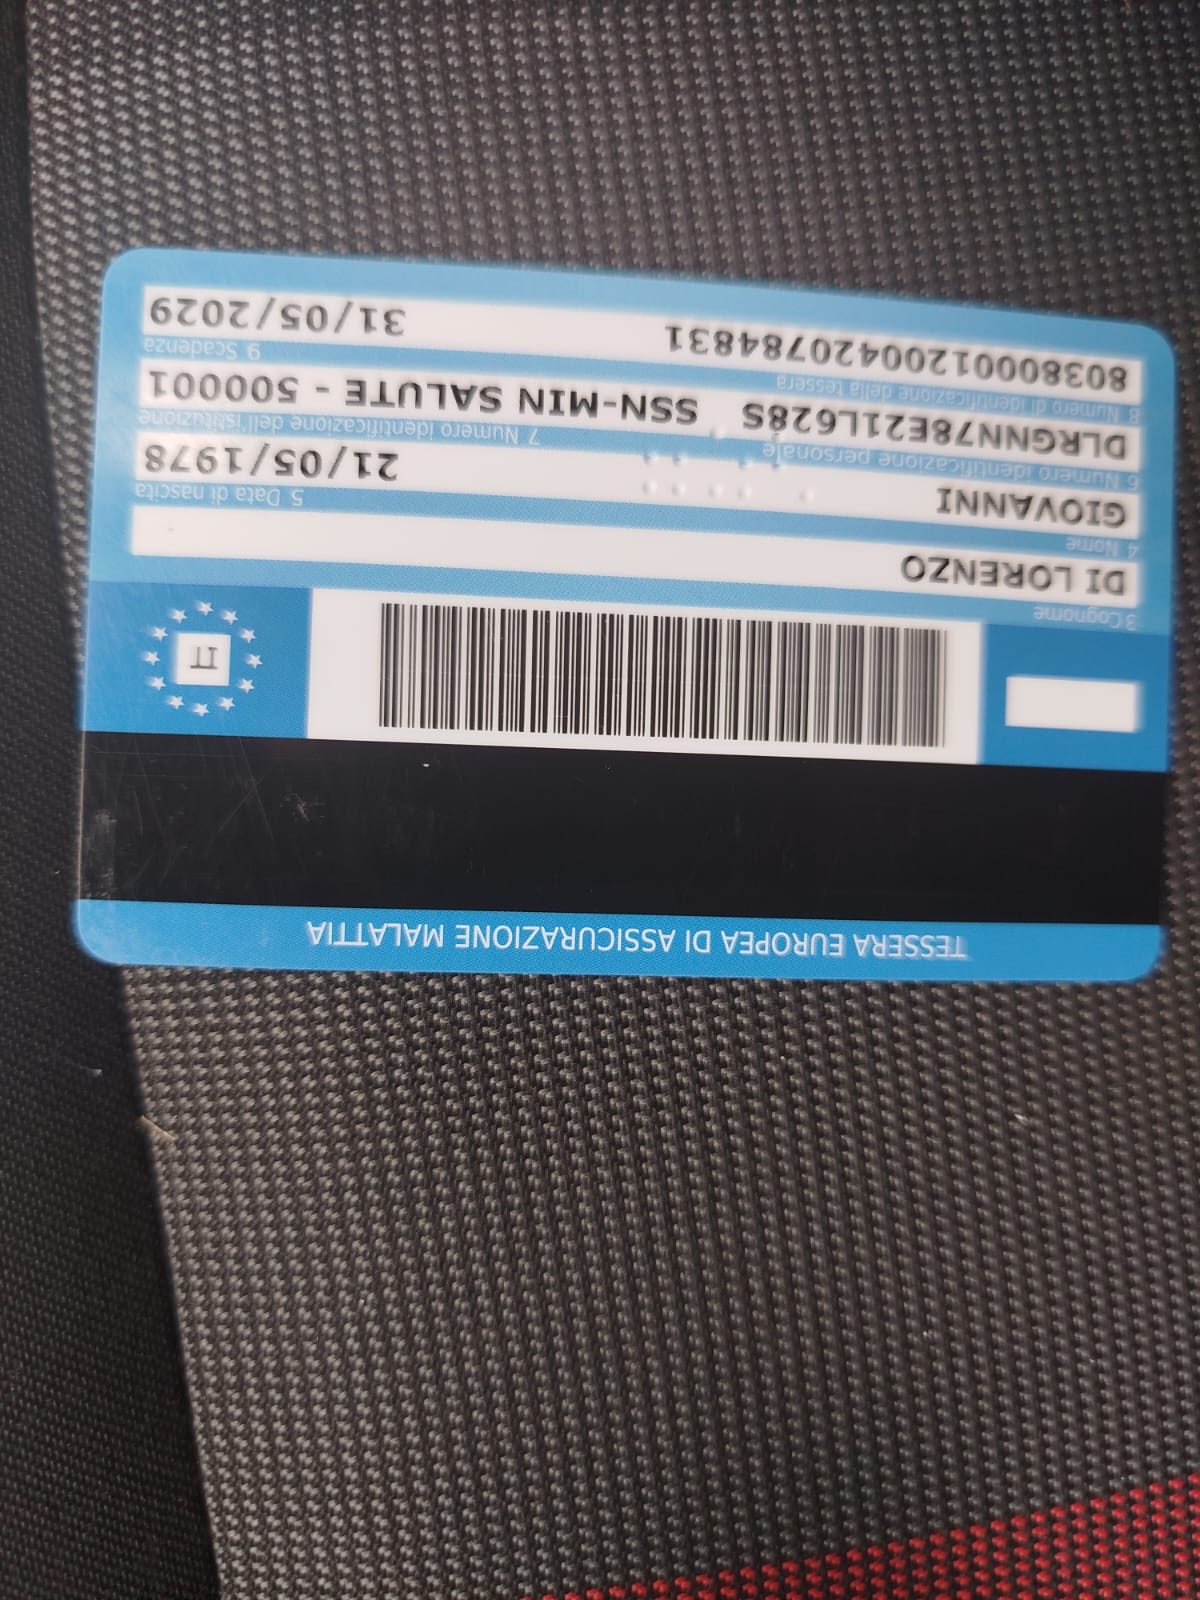 TESSERA EUROPEA DI ASSICURAZIONE MALATTIA
IT
3 Cognome
DI LORENZO
4 Nome
GIOVANNI
5 Data di nascita
21/05/1978
6 Numero identificazione personale
DLRGNN78E21L628S
7 Numero identificazione dell'istituzione
SSN-MIN SALUTE - 500001
8 Numero di identificazione della tessera
80380001200420784831
9 Scadenza
31/05/2029